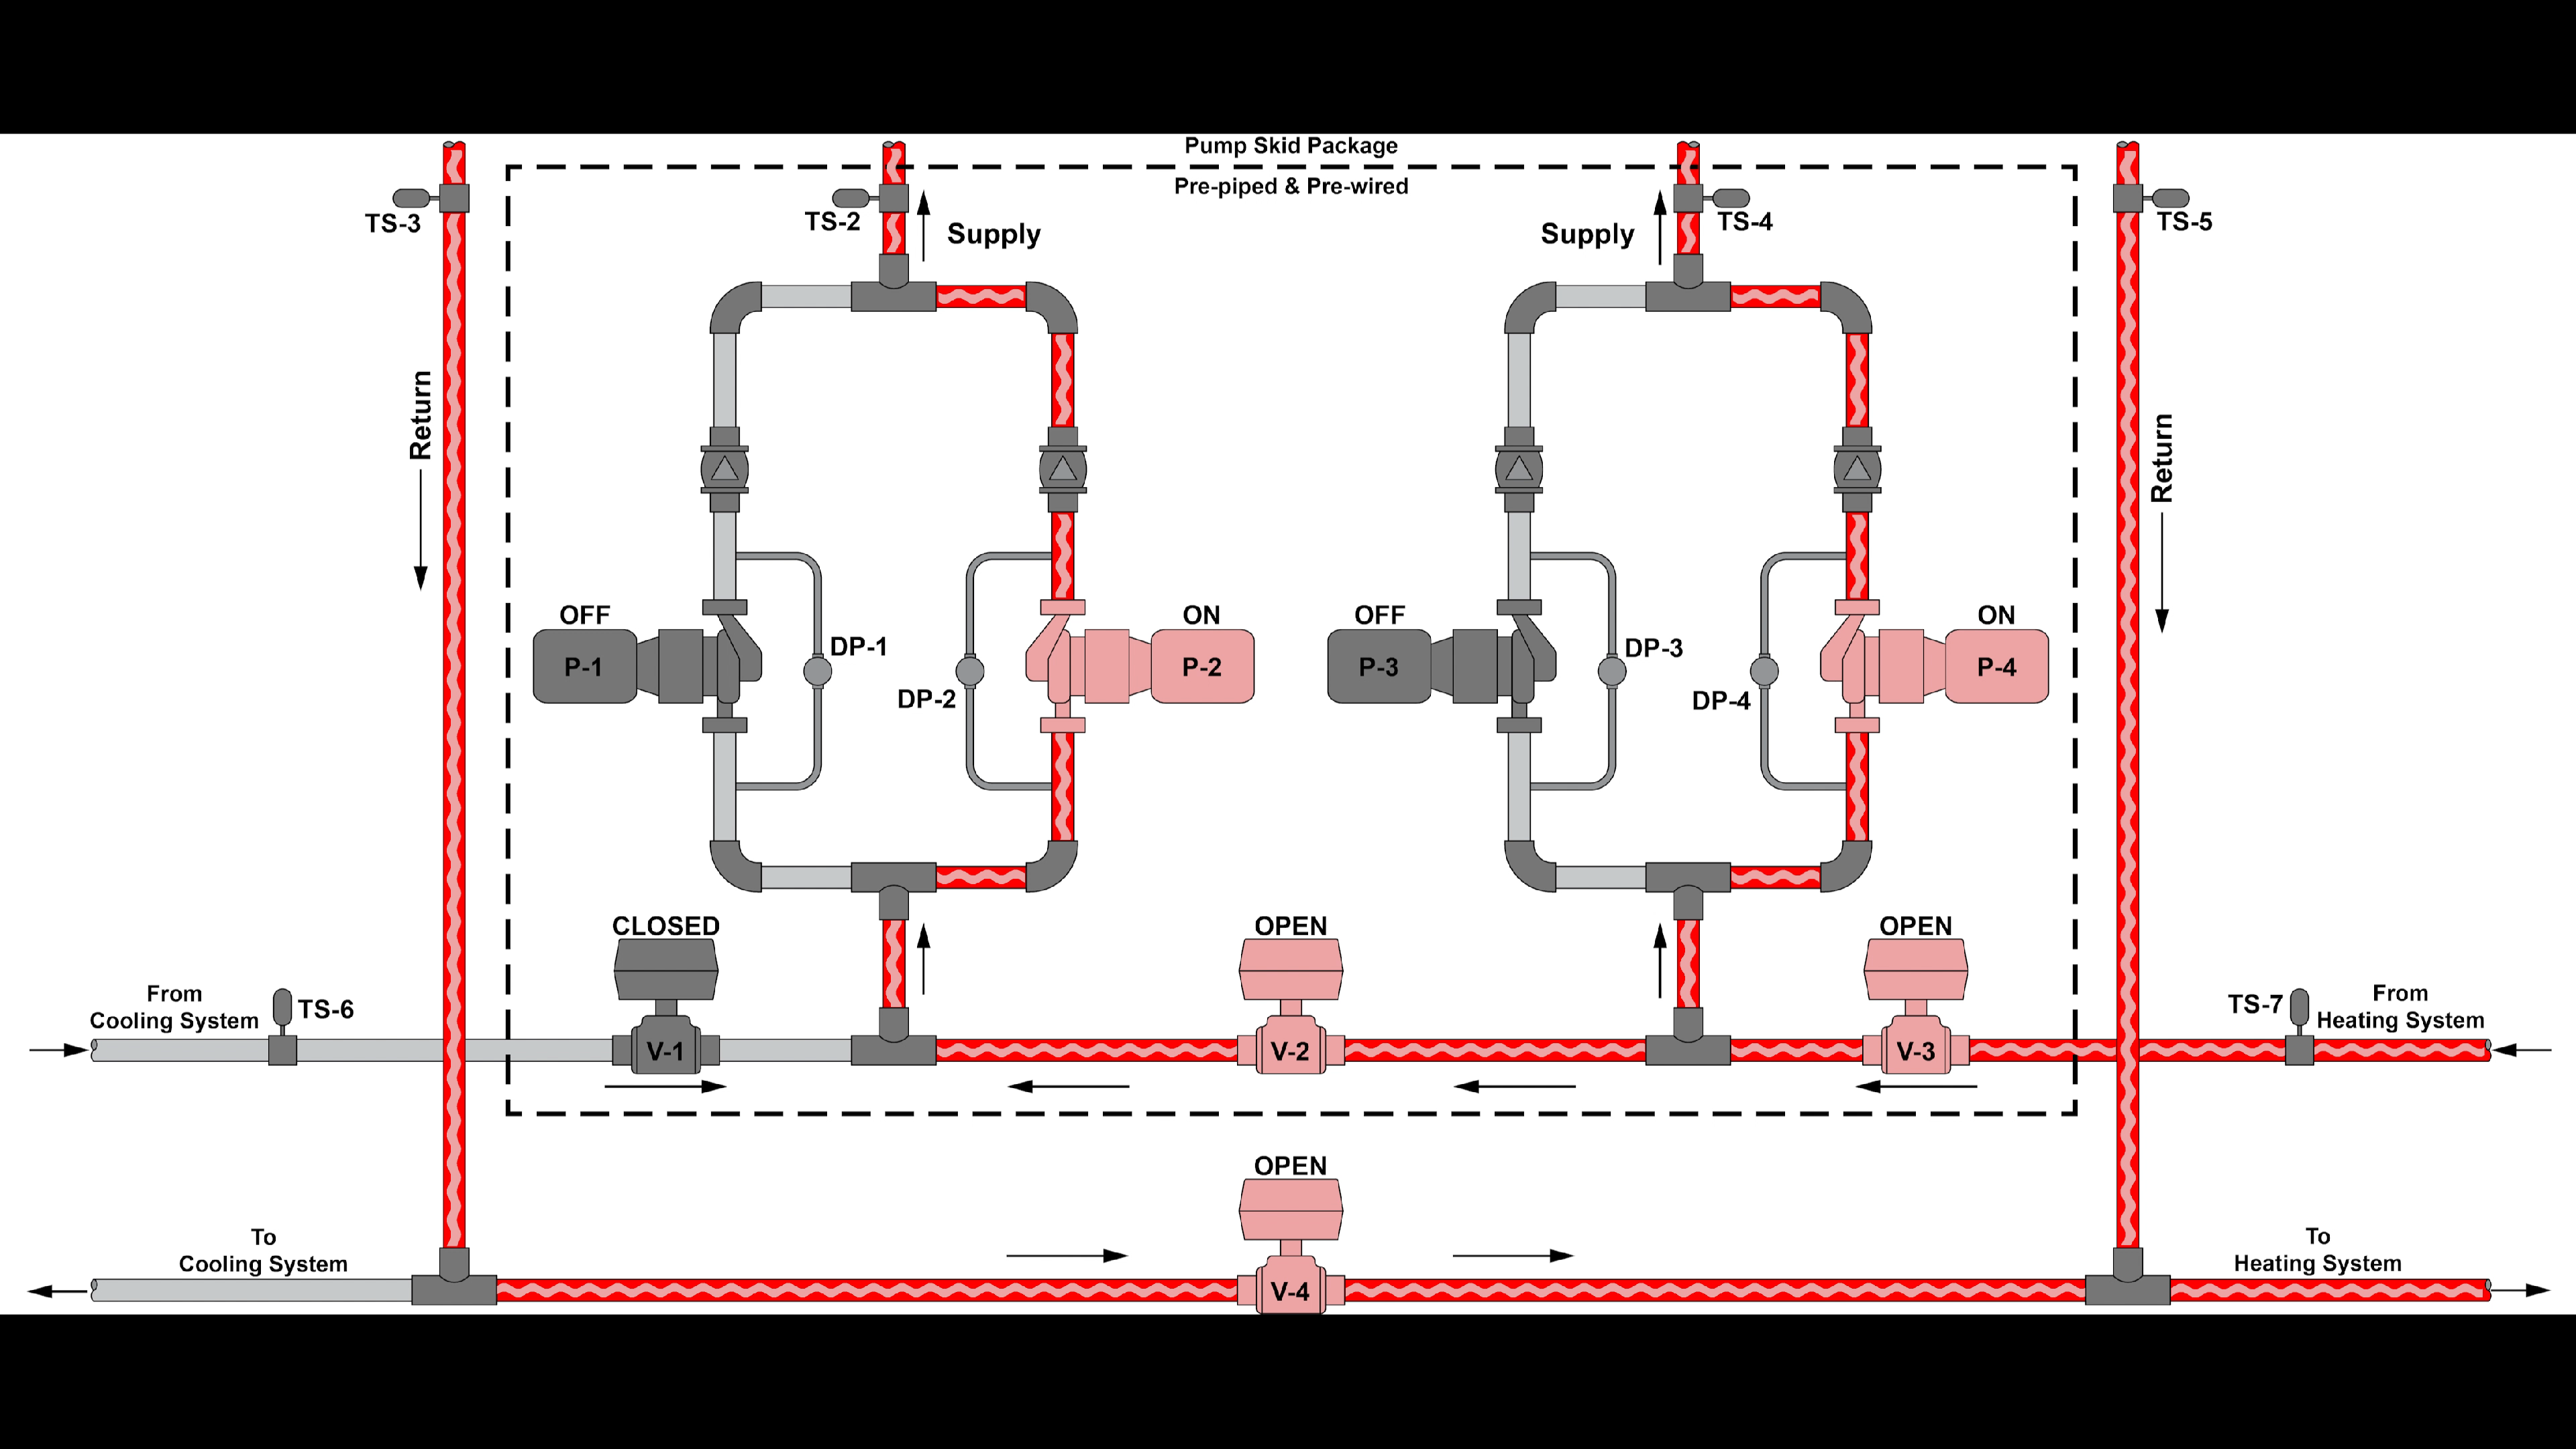 Pump Skid Package
Pre-piped & Pre-wired
TS-3
TS-2
Supply
Supply
TS-4
TS-5
Return
Return
OFF
P-1
DP-1
DP-2
ON
P-2
OFF
P-3
DP-3
DP-4
ON
P-4
CLOSED
V-1
OPEN
V-2
OPEN
V-3
From
Cooling System
TS-6
TS-7
From
Heating System
OPEN
V-4
To
Cooling System
To
Heating System